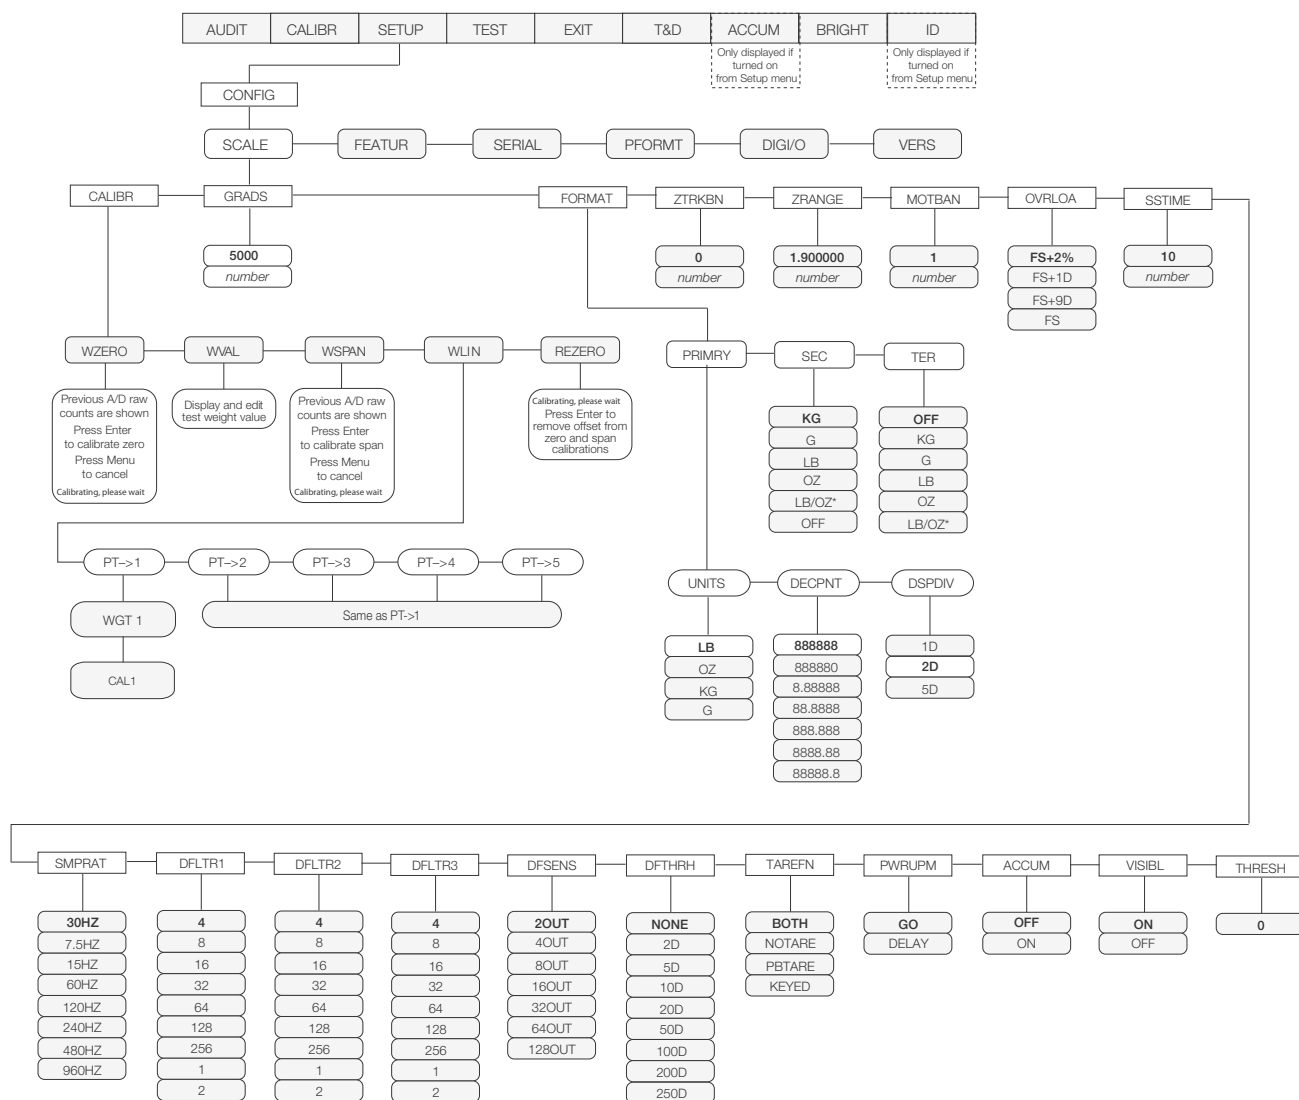 AUDIT CALIBR SETUP TEST EXIT T&D ACCUM BRIGHT ID
Only displayed if
turned on
from Setup menu
Only displayed if
turned on
from Setup menu
CONFIG
SCALE FEATUR SERIAL PFORMT DIGI/O VERS
CALIBR GRADS FORMAT ZTRKBN ZRANGE MOTBAN OVRLOA SSTIME
5000 0 1.900000 1 FS+2% 10
number number number number FS+1D number
FS+9D
FS
WZERO WVAL WSPAN WLIN REZERO
Previous A/D raw
counts are shown
Press Enter
to calibrate zero
Press Menu
to cancel
Calibrating, please wait
Display and edit
test weight value
Previous A/D raw
counts are shown
Press Enter
to calibrate span
Press Menu
to cancel
Calibrating, please wait
Calibrating, please wait
Press Enter to
remove offset from
zero and span
calibrations
PRIMRY SEC TER
KG OFF
G KG
LB G
OZ LB
LB/OZ* OZ
OFF LB/OZ*
PT–>1 PT–>2 PT–>3 PT–>4 PT–>5
WGT 1
Same as PT->1
CAL1
UNITS DECPNT DSPDIV
LB 888888 1D
OZ 888880 2D
KG 8.88888 5D
G 88.8888
888.888
8888.88
88888.8
SMPRAT DFLTR1 DFLTR2 DFLTR3 DFSENS DFTHRH TAREFN PWRUPM ACCUM VISIBL THRESH
30HZ 4 4 4 2OUT NONE BOTH GO OFF ON 0
7.5HZ 8 8 8 4OUT 2D NOTARE DELAY ON OFF
15HZ 16 16 16 8OUT 5D PBTARE
60HZ 32 32 32 16OUT 10D KEYED
120HZ 64 64 64 32OUT 20D
240HZ 128 128 128 64OUT 50D
480HZ 256 256 256 128OUT 100D
960HZ 1 1 1 200D
2 2 2 250D